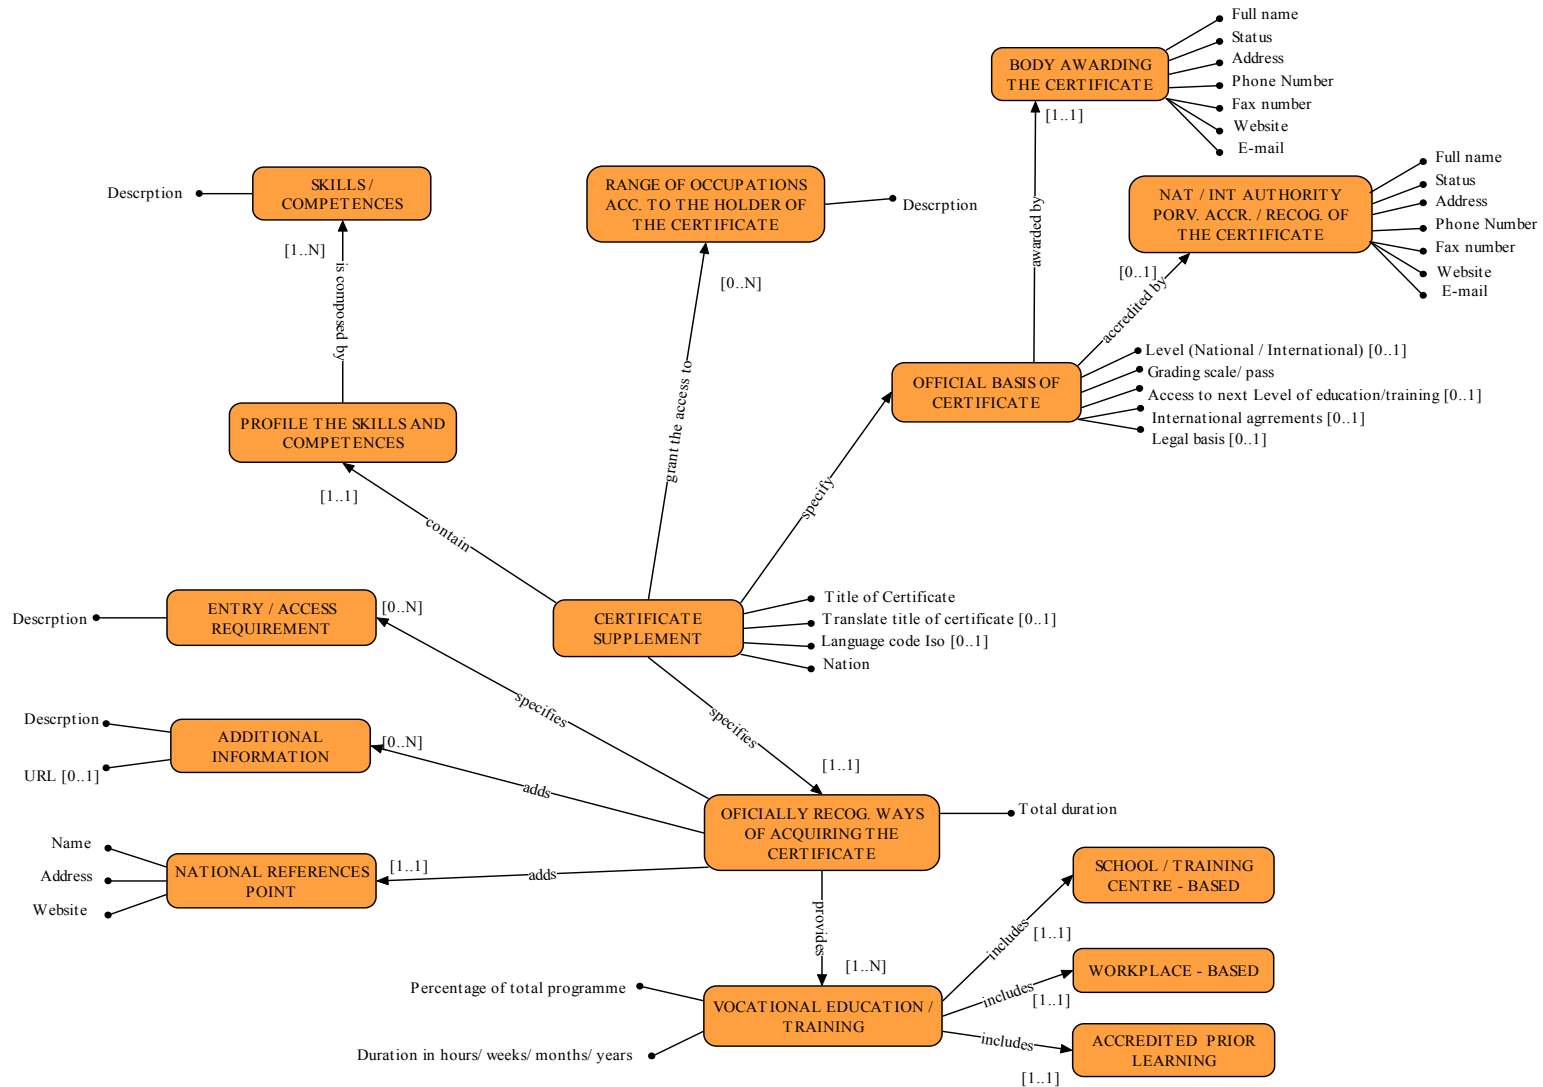 Full name
Status
BODY AWARDING
THE CERTIFICATE
Address
Phone Number
Fax number
Website
E-mail
[1..1]
awarded by
Full name
Status
NAT / INT AUTHORITY
PORV. ACCR. / RECOG. OF
THE CERTIFICATE
Address
Phone Number
Fax number
Website
E-mail
[0..1]
accredited by
Descrption
SKILLS /
COMPETENCES
[1..N]
is composed by
RANGE OF OCCUPATIONS
ACC. TO THE HOLDER OF
THE CERTIFICATE
Descrption
[0..N]
grant the access to
OFFICIAL BASIS OF
CERTIFICATE
Level (National / International) [0..1]
Grading scale/ pass
Access to next Level of education/training [0..1]
International agrrements [0..1]
Legal basis [0..1]
specify
PROFILE THE SKILLS AND
COMPETENCES
[1..1]
contain
CERTIFICATE
SUPPLEMENT
Title of Certificate
Translate title of certificate [0..1]
Language code Iso [0..1]
Nation
Descrption
ENTRY / ACCESS
REQUIREMENT
[0..N]
specifies
specifies
[1..1]
Descrption
URL [0..1]
ADDITIONAL
INFORMATION
[0..N]
adds
OFICIALLY RECOG. WAYS
OF ACQUIRING THE
CERTIFICATE
Total duration
Name
Address
Website
NATIONAL REFERENCES
POINT
[1..1]
adds
provides
[1..N]
Percentage of total programme
Duration in hours/ weeks/ months/ years
VOCATIONAL EDUCATION /
TRAINING
includes
[1..1]
SCHOOL / TRAINING
CENTRE - BASED
includes
[1..1]
WORKPLACE - BASED
includes
[1..1]
ACCREDITED PRIOR
LEARNING